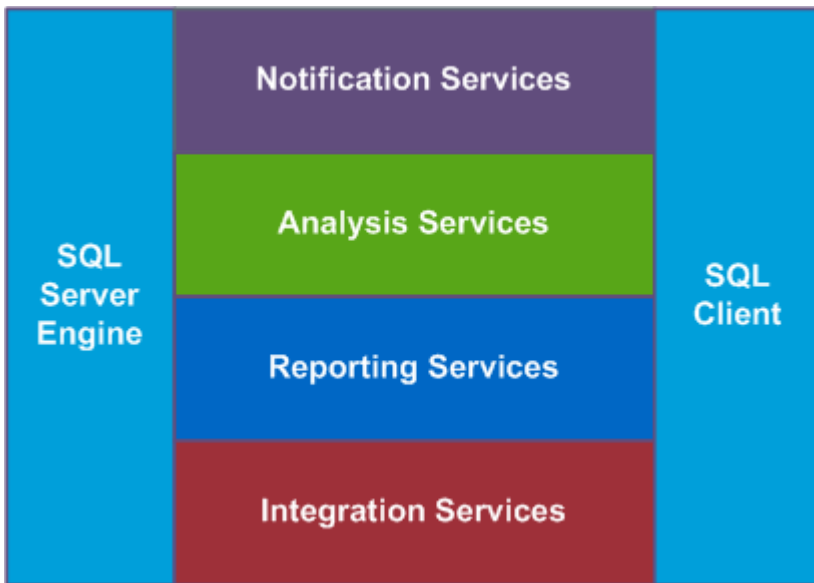 SQL
Server
Engine
Notification Services
Analysis Services
Reporting Services
Integration Services
SQL
Client